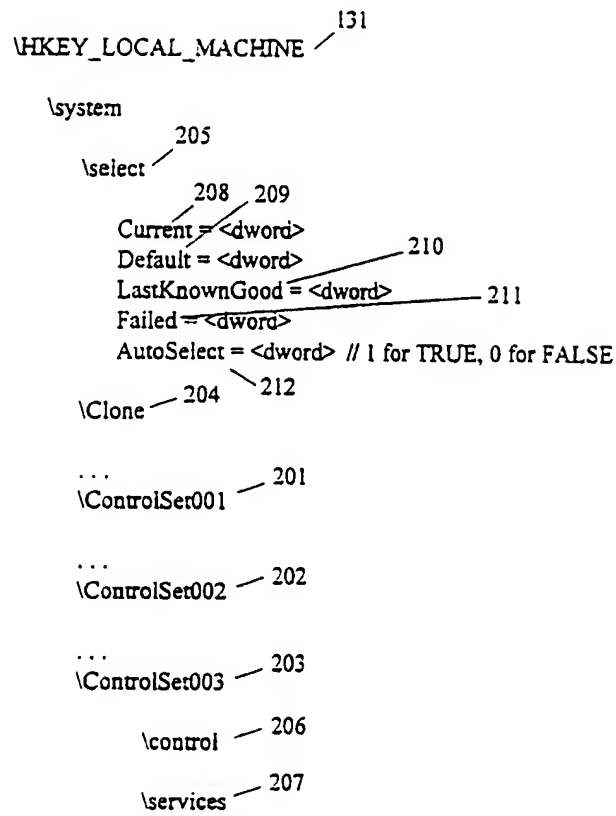 131
\HKEY_LOCAL_MACHINE
\system
205
\select
208 209
Current = <dword>
Default = <dword>
210
LastKnownGood = <dword>
211
Failed = <dword>
AutoSelect = <dword> // 1 for TRUE, 0 for FALSE
212
\Clone 204
. . .
201
\ControlSet001
. . .
\ControlSet002 202
. . .
\ControlSet003 203
\control 206
\services 207